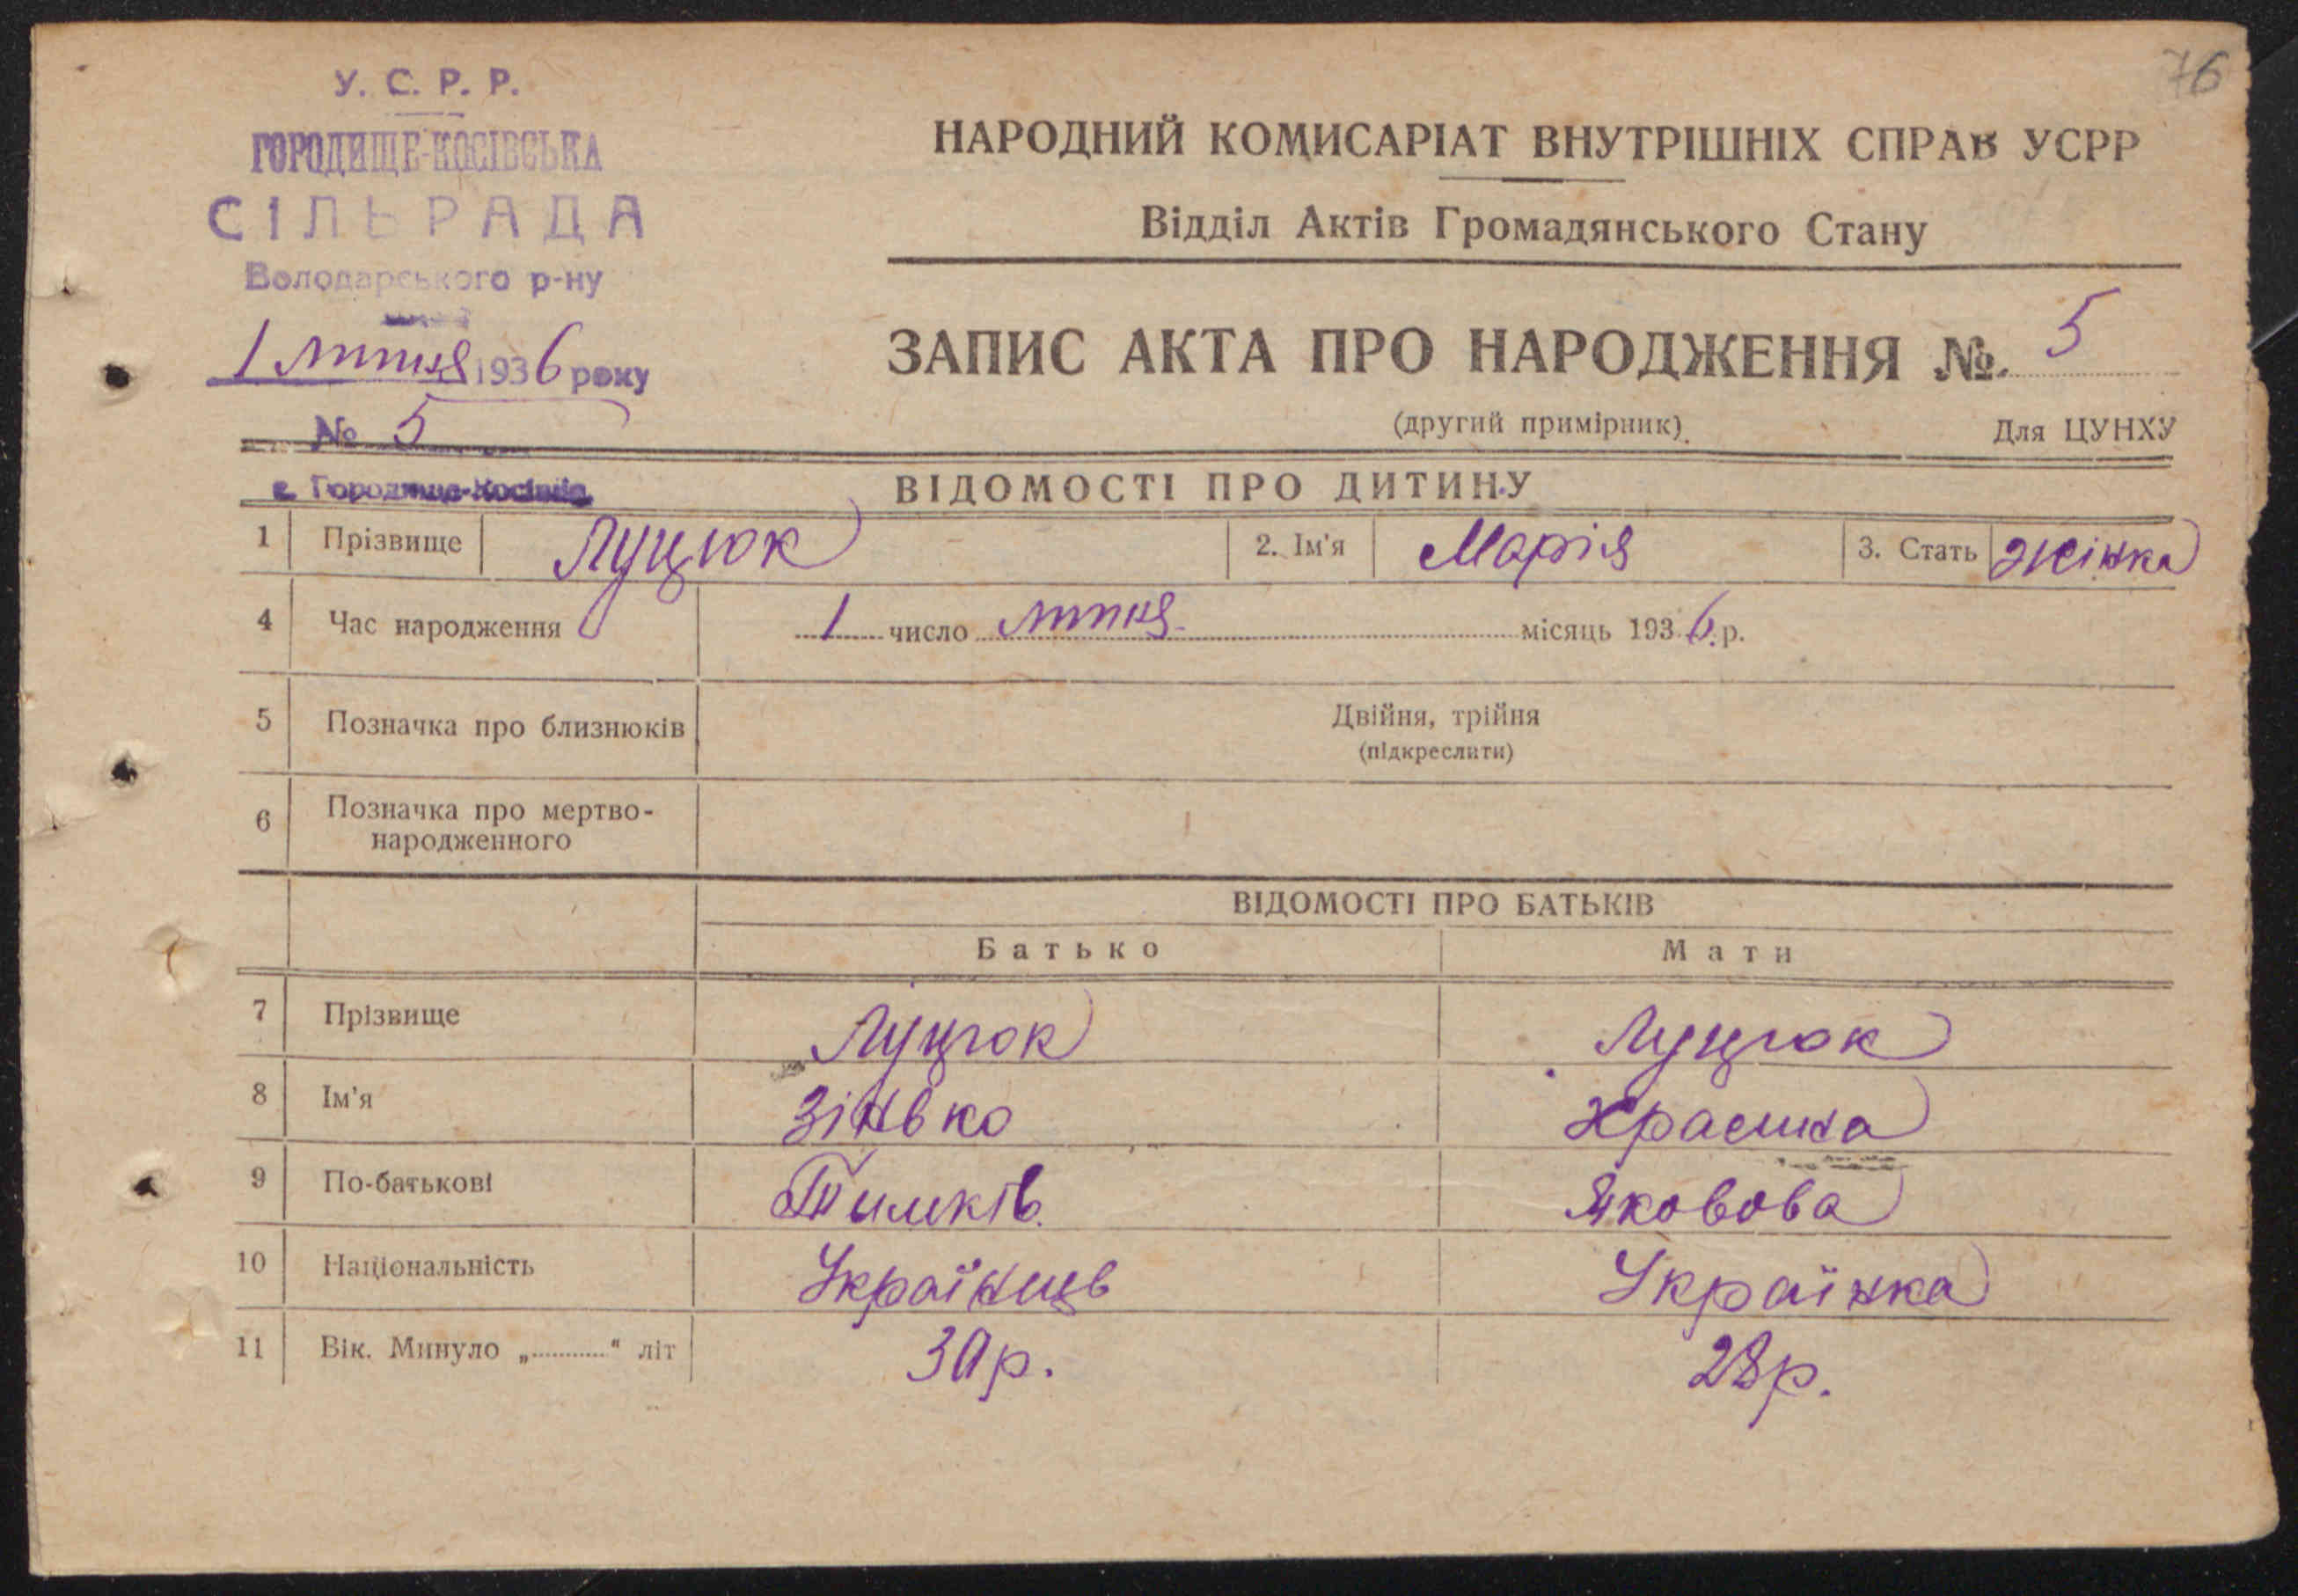 76
У. С. Р. Р.
ГОРОДИЩЕ-КОСІВСЬКА
СІЛЬРАДА
Володарського р-ну
1 липня 1936 року
№ 5
с. Городище-Косівка
НАРОДНИЙ КОМИСАРІАТ ВНУТРІШНІХ СПРАВ УСРР
Відділ Актів Громадянського Стану
ЗАПИС АКТА ПРО НАРОДЖЕННЯ №. 5
(другий примірник)
Для ЦУНХУ
ВІДОМОСТІ ПРО ДИТИНУ
1 Прізвище Луцюк 2. Ім'я Марія 3. Стать жінка
4 Час народження 1 число липня місяць 1936 р.
5 Позначка про близнюків Двійня, трійня
(підкреслити)
6 Позначка про мертво-
народженного
ВІДОМОСТІ ПРО БАТЬКІВ
Батько Мати
7 Прізвище Луцюк Луцюк
8 Ім'я Зінько
9 По-батькові Тимків Яковова
10 Національність Українець Українка
11 Вік. Минуло „............" літ 30р. 28р.